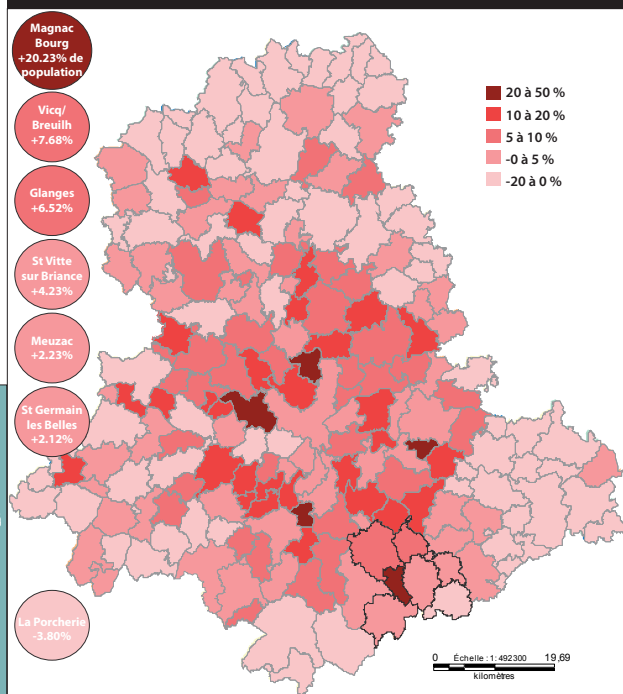 Magnac
Bourg
+20.23% de
population
Vicq/
Breuilh
+7.68%
Glanges
+6.52%
St Vitte
sur Briance
+4.23%
Meuzac
+2.23%
St Germain
les Belles
+2.12%
La Porcherie
-3.80%
20 à 50 %
10 à 20 %
5 à 10 %
-0 à 5 %
-20 à 0 %
0 Échelle : 1: 492300 19,69
kilomètres